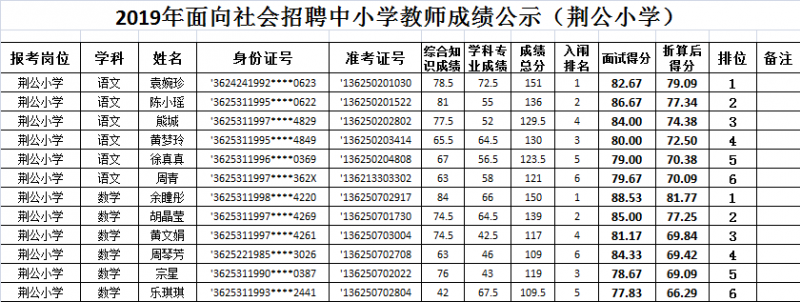 2019年面向社会招聘中小学教师成绩公示（荆公小学）
报考岗位 学科 姓名 身份证号 准考证号 综合知识成绩 学科专业成绩 成绩总分 入闱排名 面试得分 折算后得分 排位 备注
荆公小学 语文 袁婉珍 '3624241992****0623 '136250201030 78.5 72.5 151 1 82.67 79.09 1
荆公小学 语文 陈小瑶 '3625311995****0622 '136250201522 81 55 136 2 86.67 77.34 2
荆公小学 语文 熊城 '3625311997****4829 '136250202802 77.5 52 129.5 4 84.00 74.38 3
荆公小学 语文 黄梦玲 '3625311995****4849 '136250203414 65.5 64.5 130 3 80.00 72.50 4
荆公小学 语文 徐真真 '3625311996****0369 '136250204808 67 56.5 123.5 5 79.00 70.38 5
荆公小学 语文 周青 '3625311997****362X '136213303302 63 58 121 6 79.67 70.09 6
荆公小学 数学 余瞳彤 '3625311998****4220 '136250702917 84 66 150 1 88.53 81.77 1
荆公小学 数学 胡晶莹 '3625311997****4269 '136250701730 74.5 64.5 139 2 85.00 77.25 2
荆公小学 数学 黄文娟 '3625311997****4261 '136250703004 74.5 42.5 117 4 81.17 69.84 3
荆公小学 数学 周琴芳 '3625221985****3026 '136250702708 63 46 109 6 84.33 69.42 4
荆公小学 数学 宗星 '3625311990****0387 '136250702022 76 43 119 3 78.67 69.09 5
荆公小学 数学 乐琪琪 '3625311993****2441 '136250702804 42 67.5 109.5 5 77.83 66.29 6